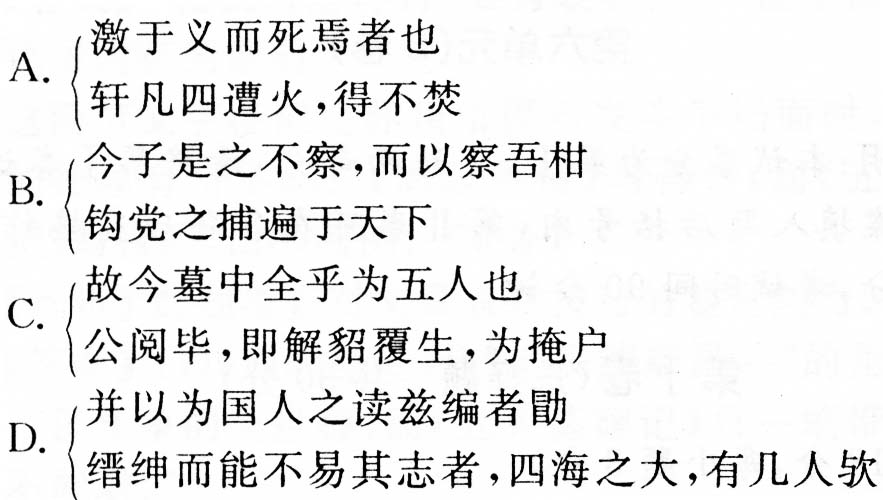 A. 激于义而死焉者也
轩凡四遭火,得不焚
B. 今子是之不察,而以察吾柑
钩党之捕遍于天下
C. 故今墓中全乎为五人也
公阅毕,即解貂覆生,为掩户
D. 并以为国人之读兹编者勖
缙绅而能不易其志者,四海之大,有几人欤